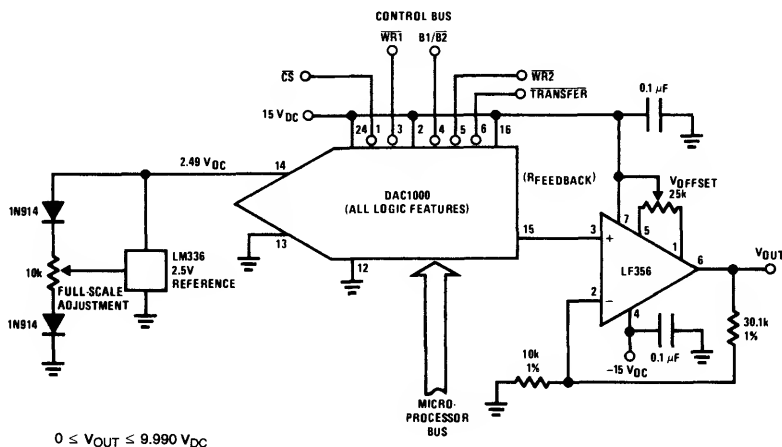 CONTROL BUS
WR1
B1/B2
CS
WR2
TRANSFER
0.1 µF
15 VDC
24 1 3 2 4 5 6 16
2.49 VDC
14
DAC1000
(ALL LOGIC FEATURES)
(RFEEDBACK)
VOFFSET
25k
1N914
7
5
1
15
3
+
LF356
6
VOUT
13
10k
LM336
2.5V
REFERENCE
12
2
−
4
FULL-SCALE
ADJUSTMENT
30.1k
1%
1N914
0.1 µF
10k
1%
−15 VDC
MICRO-
PROCESSOR
BUS
0 ≤ VOUT ≤ 9.990 VDC